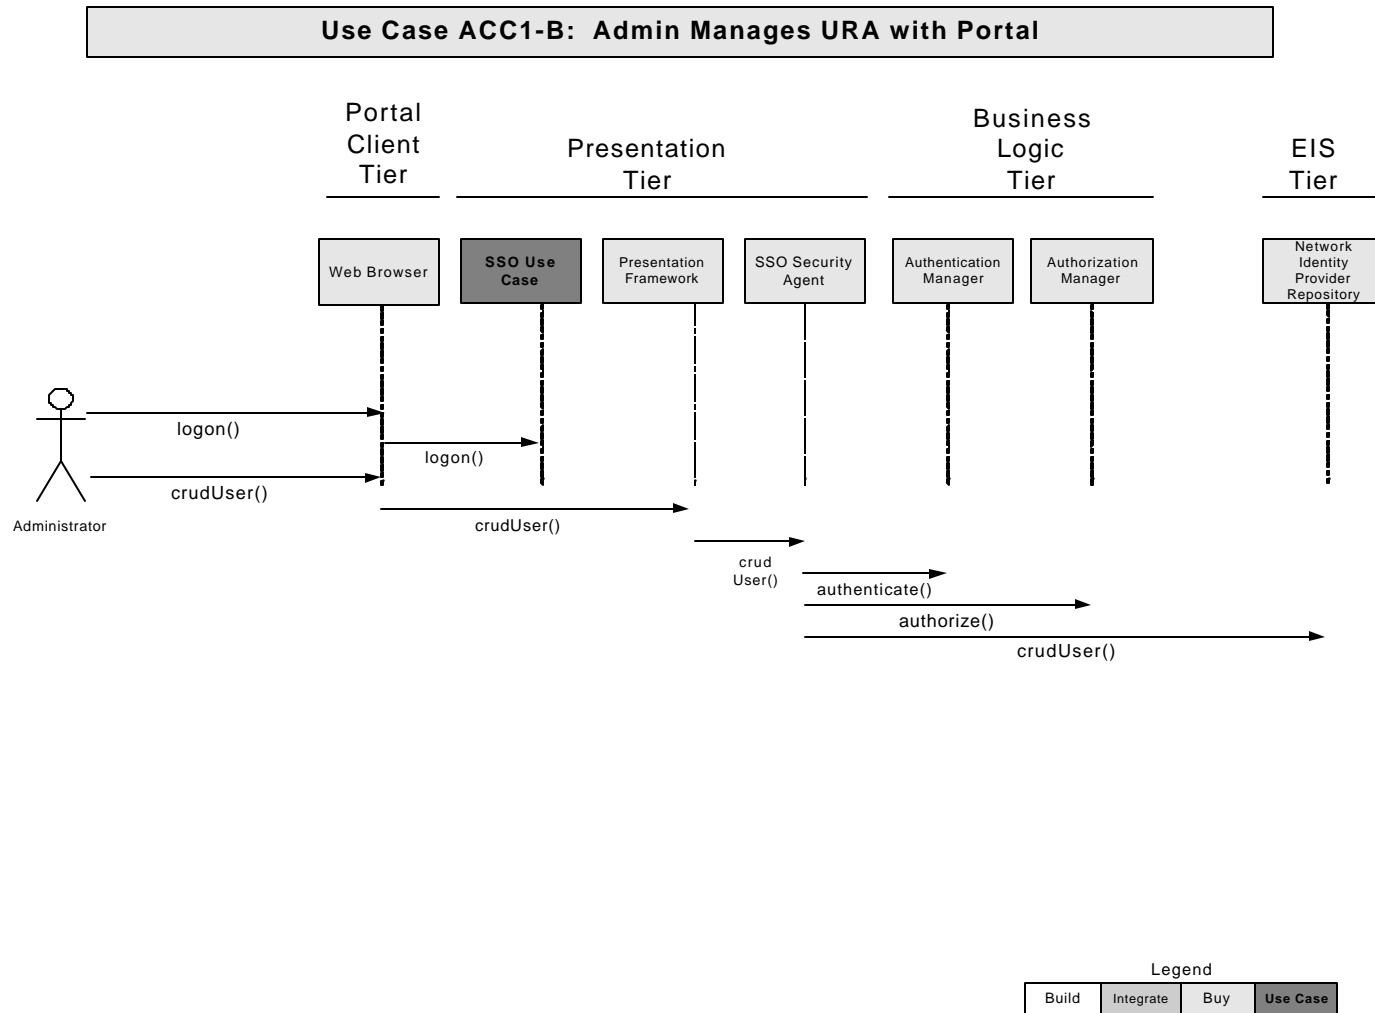 Use Case ACC1-B: Admin Manages URA with Portal
Portal
Client
Tier
Presentation
Tier
Business
Logic
Tier
EIS
Tier
Web Browser
SSO Use
Case
Presentation
Framework
SSO Security
Agent
Authentication
Manager
Authorization
Manager
Network
Identity
Provider
Repository
logon()
logon()
crudUser()
Administrator
crudUser()
crud
User()
authenticate()
authorize()
crudUser()
Legend
Build
Integrate
Buy
Use Case